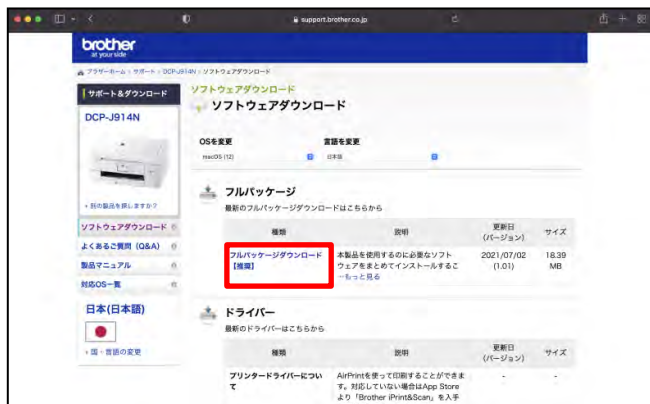 support.brother.co.jp
brother
at your side
ブラザーホーム > サポート > DCP-J914N > ソフトウェアダウンロード
サポート&ダウンロード
DCP-J914N
› 別の製品を探しますか?
ソフトウェアダウンロード
よくあるご質問 (Q&A)
製品マニュアル
対応OS一覧
日本(日本語)
› 国・言語の変更
ソフトウェアダウンロード
ソフトウェアダウンロード
OSを変更
言語を変更
macOS (12)
日本語
フルパッケージ
最新のフルパッケージダウンロードはこちらから
種類
説明
更新日
(バージョン)
サイズ
フルパッケージダウンロード
【推奨】
本製品を使用するのに必要なソフト
ウェアをまとめてインストールするこ
…もっと見る
2021/07/02
(1.01)
18.39
MB
ドライバー
最新のドライバーはこちらから
種類
説明
更新日
(バージョン)
サイズ
プリンタードライバーについ
て
AirPrintを使って印刷することができま
す。対応していない場合はApp Store
より「Brother iPrint&Scan」を入手
-
-